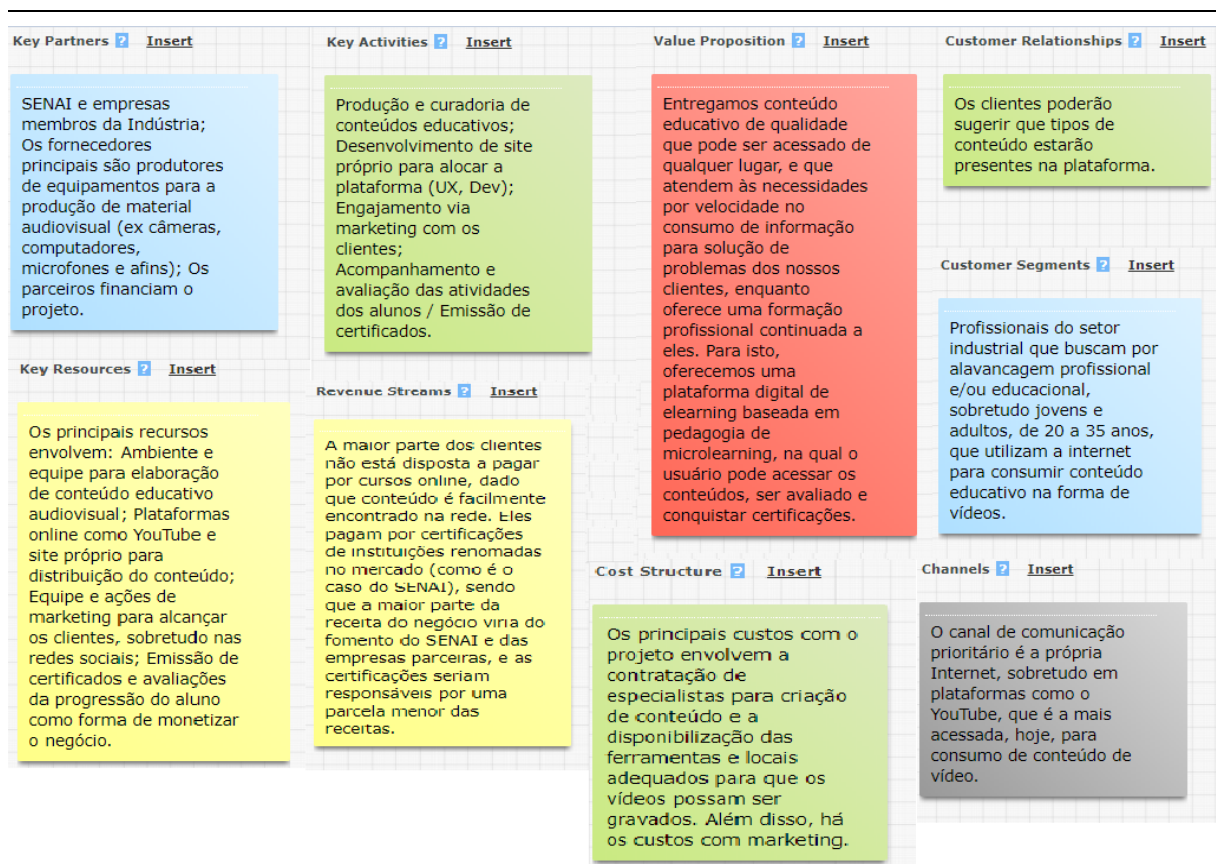 Key Partners ? Insert
SENAI e empresas
membros da Indústria;
Os fornecedores
principais são produtores
de equipamentos para a
produção de material
audiovisual (ex câmeras,
computadores,
microfones e afins); Os
parceiros financiam o
projeto.
Key Activities ? Insert
Produção e curadoria de
conteúdos educativos;
Desenvolvimento de site
próprio para alocar a
plataforma (UX, Dev);
Engajamento via
marketing com os
clientes;
Acompanhamento e
avaliação das atividades
dos alunos / Emissão de
certificados.
Value Proposition ? Insert
Entregamos conteúdo
educativo de qualidade
que pode ser acessado de
qualquer lugar, e que
atendem às necessidades
por velocidade no
consumo de informação
para solução de
problemas dos nossos
clientes, enquanto
oferece uma formação
profissional continuada a
eles. Para isto,
oferecemos uma
plataforma digital de
elearning baseada em
pedagogia de
microlearning, na qual o
usuário pode acessar os
conteúdos, ser avaliado e
conquistar certificações.
Customer Relationships ? Insert
Os clientes poderão
sugerir que tipos de
conteúdo estarão
presentes na plataforma.
Customer Segments ? Insert
Profissionais do setor
industrial que buscam por
alavancagem profissional
e/ou educacional,
sobretudo jovens e
adultos, de 20 a 35 anos,
que utilizam a internet
para consumir conteúdo
educativo na forma de
vídeos.
Key Resources ? Insert
Os principais recursos
envolvem: Ambiente e
equipe para elaboração
de conteúdo educativo
audiovisual; Plataformas
online como YouTube e
site próprio para
distribuição do conteúdo;
Equipe e ações de
marketing para alcançar
os clientes, sobretudo nas
redes sociais; Emissão de
certificados e avaliações
da progressão do aluno
como forma de monetizar
o negócio.
Revenue Streams ? Insert
A maior parte dos clientes
não está disposta a pagar
por cursos online, dado
que conteúdo é facilmente
encontrado na rede. Eles
pagam por certificações
de instituições renomadas
no mercado (como é o
caso do SENAI), sendo
que a maior parte da
receita do negócio viria do
fomento do SENAI e das
empresas parceiras, e as
certificações seriam
responsáveis por uma
parcela menor das
receitas.
Cost Structure ? Insert
Os principais custos com o
projeto envolvem a
contratação de
especialistas para criação
de conteúdo e a
disponibilização das
ferramentas e locais
adequados para que os
vídeos possam ser
gravados. Além disso, há
os custos com marketing.
Channels ? Insert
O canal de comunicação
prioritário é a própria
Internet, sobretudo em
plataformas como o
YouTube, que é a mais
acessada, hoje, para
consumo de conteúdo de
vídeo.